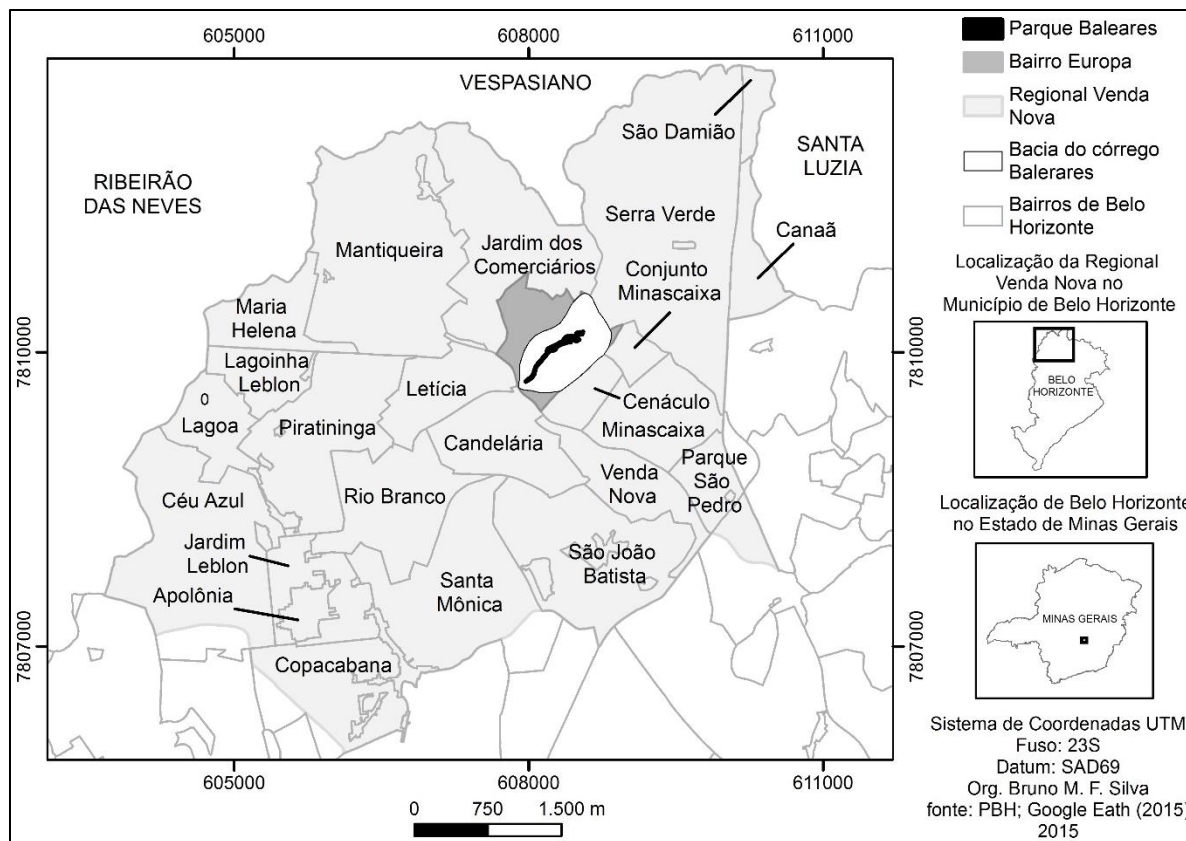 605000
608000
611000
VESPASIANO
São Damião
SANTA
LUZIA
RIBEIRÃO
DAS NEVES
Serra Verde
Mantiqueira
Jardim dos
Comerciários
Canaã
Conjunto
Minascaixa
Maria
Helena
7810000
7810000
Lagoinha
Leblon
Letícia
Cenáculo
0
Lagoa
Piratininga
Candelária
Minascaixa
Parque
São
Pedro
Venda
Nova
Céu Azul
Rio Branco
Jardim
Leblon
São João
Batista
Santa
Mônica
Apolônia
7807000
7807000
Copacabana
605000
608000
611000
0 750 1.500 m
Parque Baleares
Bairro Europa
Regional Venda
Nova
Bacia do córrego
Balerares
Bairros de Belo
Horizonte
Localização da Regional
Venda Nova no
Município de Belo Horizonte
BELO
HORIZONTE
Localização de Belo Horizonte
no Estado de Minas Gerais
MINAS GERAIS
Sistema de Coordenadas UTM
Fuso: 23S
Datum: SAD69
Org. Bruno M. F. Silva
fonte: PBH; Google Eath (2015)
2015